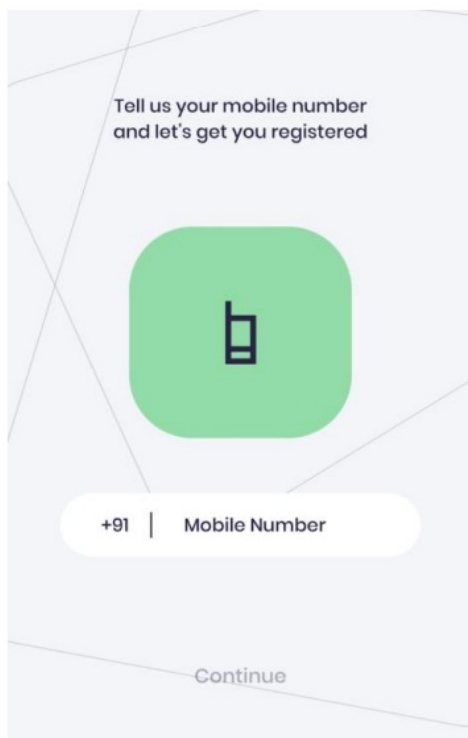 Tell us your mobile number
and let's get you registered
+91 | Mobile Number
Continue